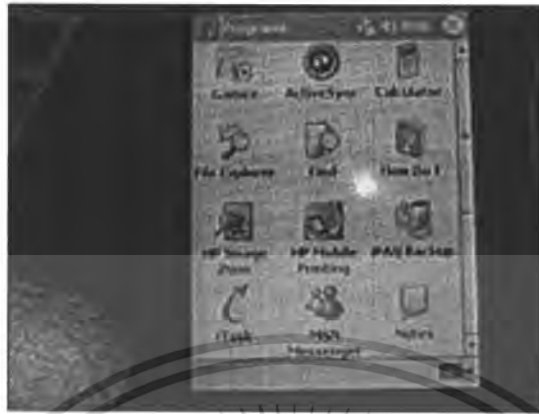 Programs
Games ActiveSync Calculator
File Explorer Find How Do I
HP Image HP Mobile iPAQ Backup
Zone Printing
iTask MSN Notes
Messenger